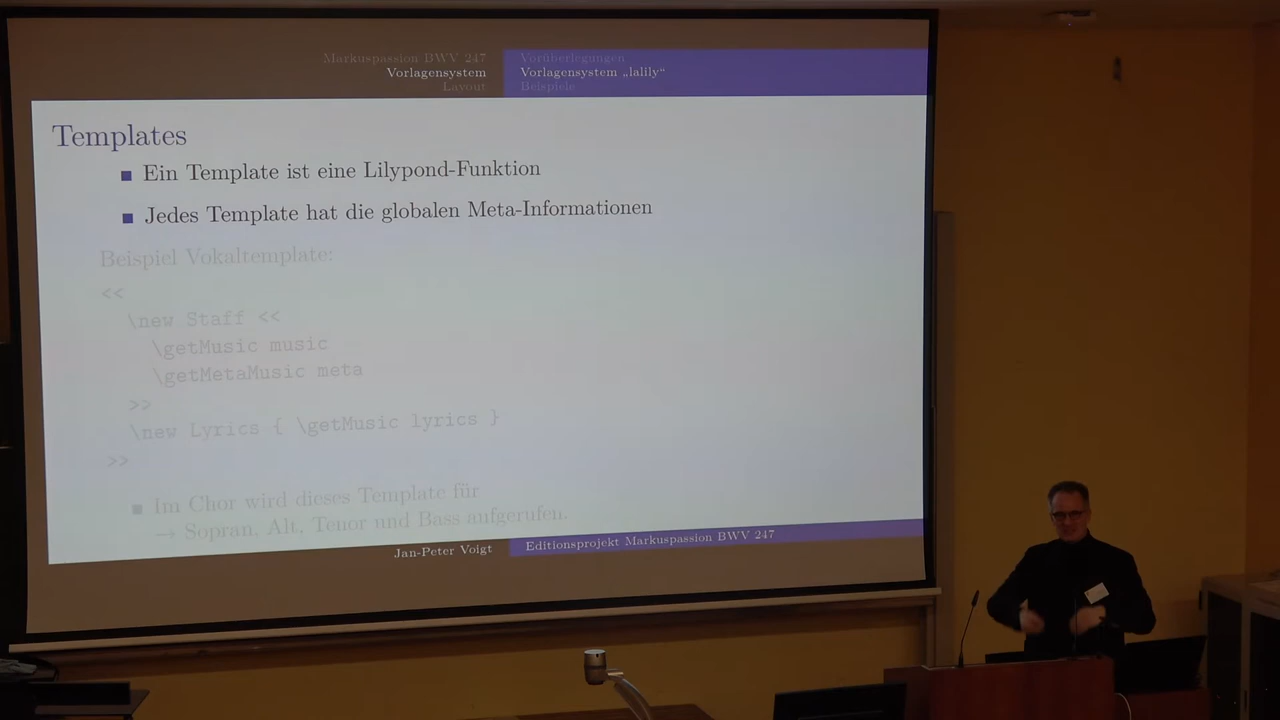 Markuspassion BWV 247
Vorlagensystem
Layout
Vorüberlegungen
Vorlagensystem „lalily“
Beispiele
Templates
Ein Template ist eine Lilypond-Funktion
Jedes Template hat die globalen Meta-Informationen
Beispiel Vokaltemplate:
<<
\new Staff <<
\getMusic music
\getMetaMusic meta
>>
\new Lyrics { \getMusic lyrics }
>>
Im Chor wird dieses Template für
→ Sopran, Alt, Tenor und Bass aufgerufen.
Jan-Peter Voigt
Editionsprojekt Markuspassion BWV 247